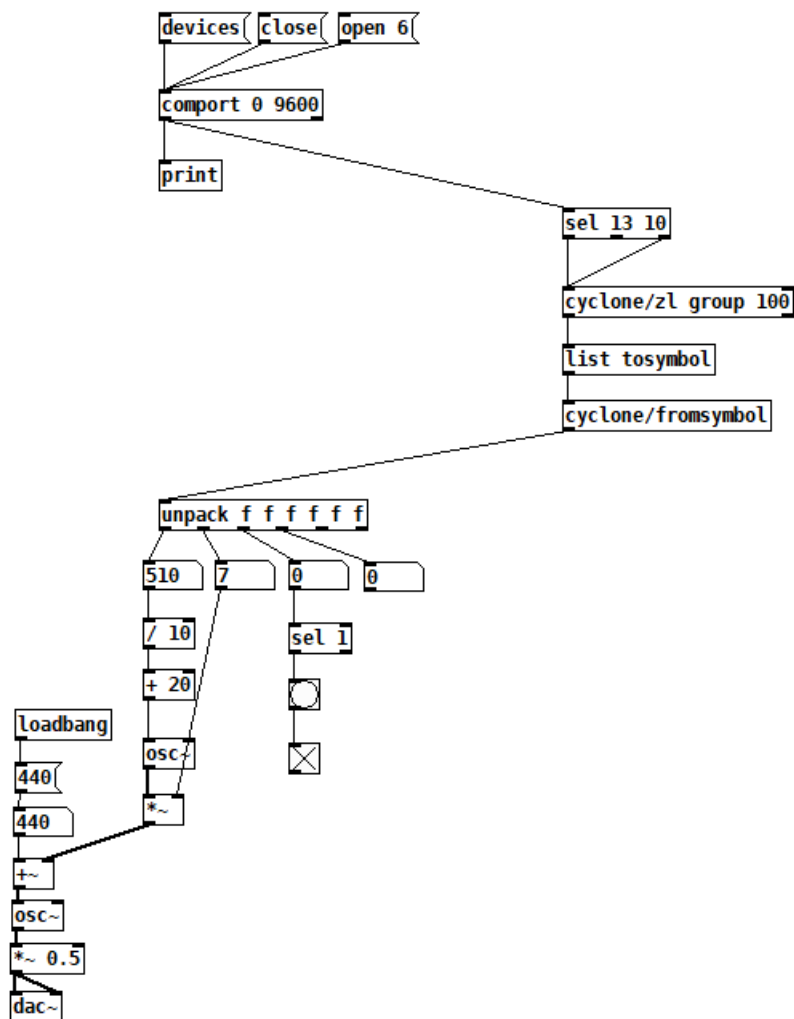 devices
close
open 6
comport 0 9600
print
sel 13 10
cyclone/zl group 100
list tosymbol
cyclone/fromsymbol
unpack f f f f f f
510
7
0
0
/ 10
sel 1
+ 20
loadbang
osc~
440
*~
440
+~
osc~
*~ 0.5
dac~